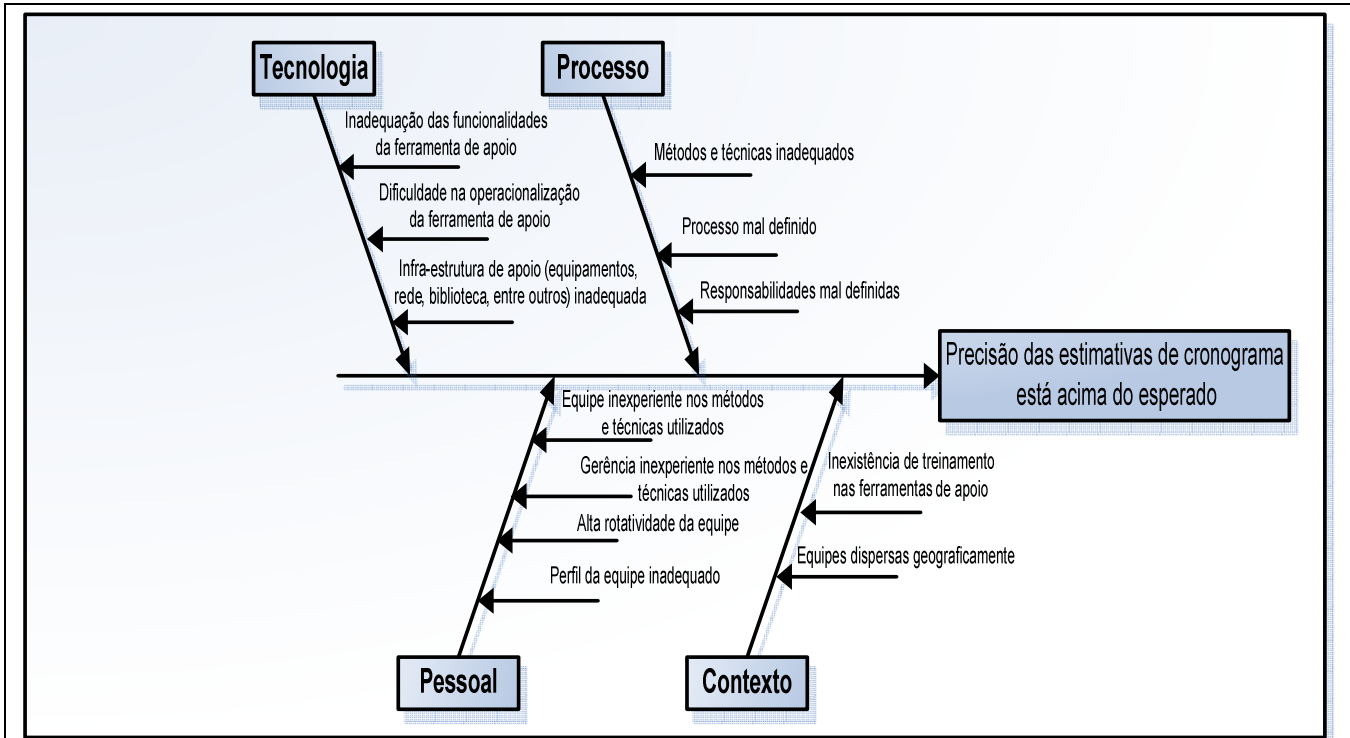 Tecnologia
Inadequação das funcionalidades
da ferramenta de apoio
Dificuldade na operacionalização
da ferramenta de apoio
Infra-estrutura de apoio (equipamentos,
rede, biblioteca, entre outros) inadequada
Processo
Métodos e técnicas inadequados
Processo mal definido
Responsabilidades mal definidas
Precisão das estimativas de cronograma
está acima do esperado
Equipe inexperiente nos métodos
e técnicas utilizados
Gerência inexperiente nos métodos e
técnicas utilizados
Alta rotatividade da equipe
Perfil da equipe inadequado
Pessoal
Inexistência de treinamento
nas ferramentas de apoio
Equipes dispersas geograficamente
Contexto